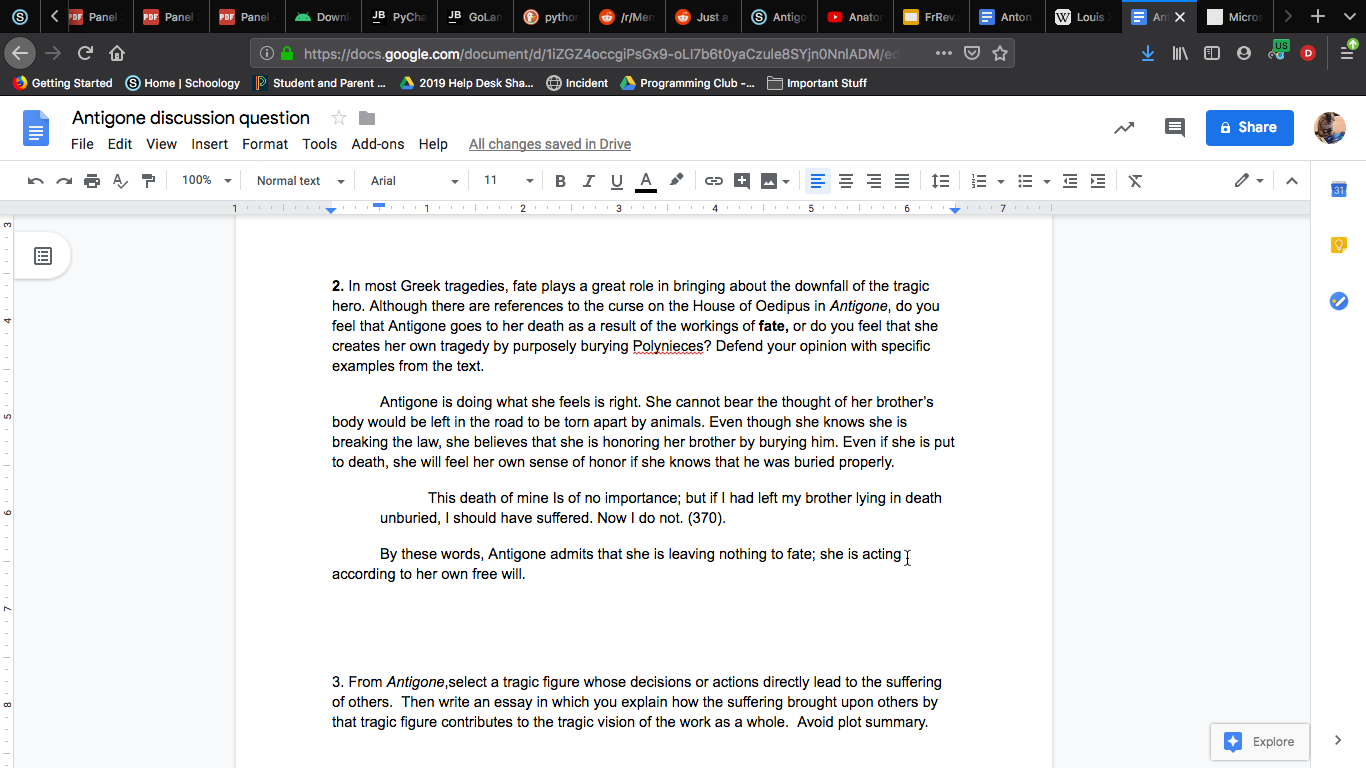 Panel
Panel
Panel
Downl
PyCha
GoLan
python
/r/Men
Just a
Antigo
Anator
FrRev.
Anton
Louis
Ant
Micros
https://docs.google.com/document/d/1iZGZ4occgiPsGx9-oLI7b6t0yaCzule8SYjn0NnlADM/ed
Getting Started
Home | Schoology
Student and Parent ...
2019 Help Desk Sha...
Incident
Programming Club -...
Important Stuff
Antigone discussion question
File Edit View Insert Format Tools Add-ons Help All changes saved in Drive
Share
100% Normal text Arial 11
2. In most Greek tragedies, fate plays a great role in bringing about the downfall of the tragic
hero. Although there are references to the curse on the House of Oedipus in Antigone, do you
feel that Antigone goes to her death as a result of the workings of fate, or do you feel that she
creates her own tragedy by purposely burying Polynieces? Defend your opinion with specific
examples from the text.
Antigone is doing what she feels is right. She cannot bear the thought of her brother's
body would be left in the road to be torn apart by animals. Even though she knows she is
breaking the law, she believes that she is honoring her brother by burying him. Even if she is put
to death, she will feel her own sense of honor if she knows that he was buried properly.
This death of mine Is of no importance; but if I had left my brother lying in death
unburied, I should have suffered. Now I do not. (370).
By these words, Antigone admits that she is leaving nothing to fate; she is acting
according to her own free will.
3. From Antigone,select a tragic figure whose decisions or actions directly lead to the suffering
of others.  Then write an essay in which you explain how the suffering brought upon others by
that tragic figure contributes to the tragic vision of the work as a whole.  Avoid plot summary.
Explore